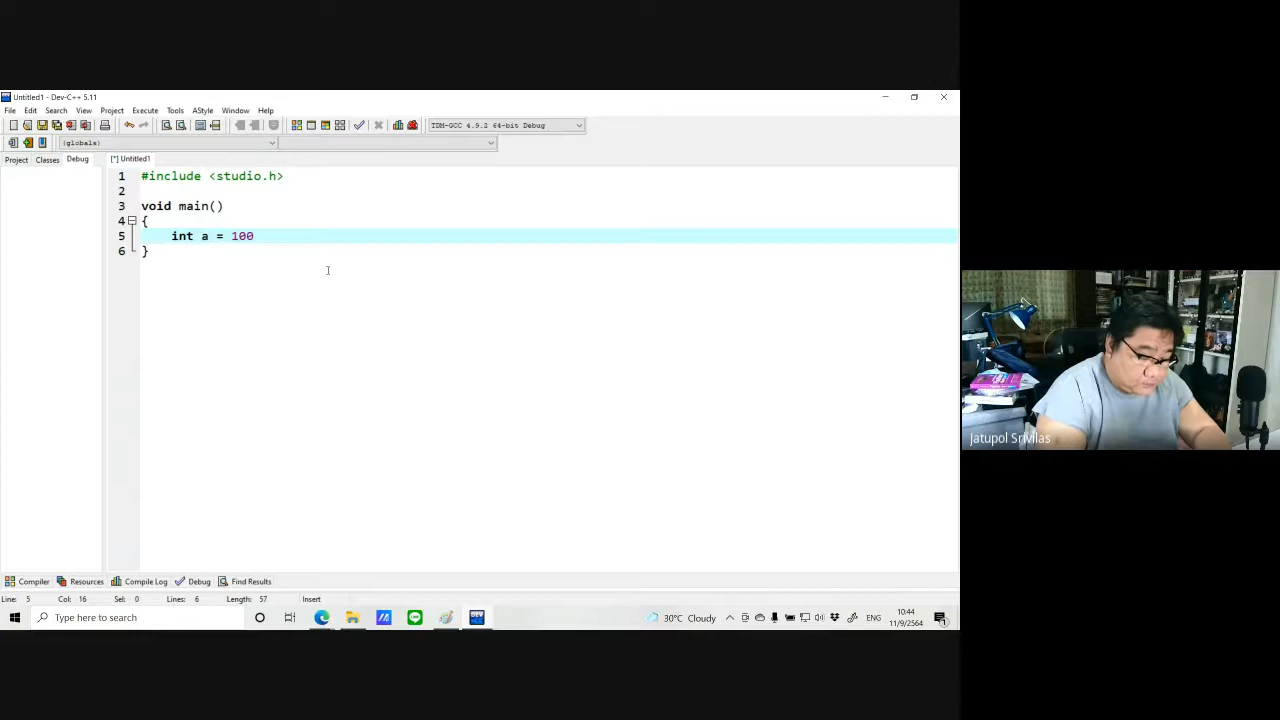 Untitled1 - Dev-C++ 5.11
File Edit Search View Project Execute Tools AStyle Window Help
TDM-GCC 4.9.2 64-bit Debug
(globals)
Project Classes Debug [*] Untitled1
1 #include <studio.h>
2
3 void main()
4 {
5 int a = 100
6 }
Jatupol Srivilas
Compiler Resources Compile Log Debug Find Results
Line: 5 Col: 16 Sel: 0 Lines: 6 Length: 57 Insert
Type here to search
DEV
30°C Cloudy
ENG
10:44
11/9/2564
1